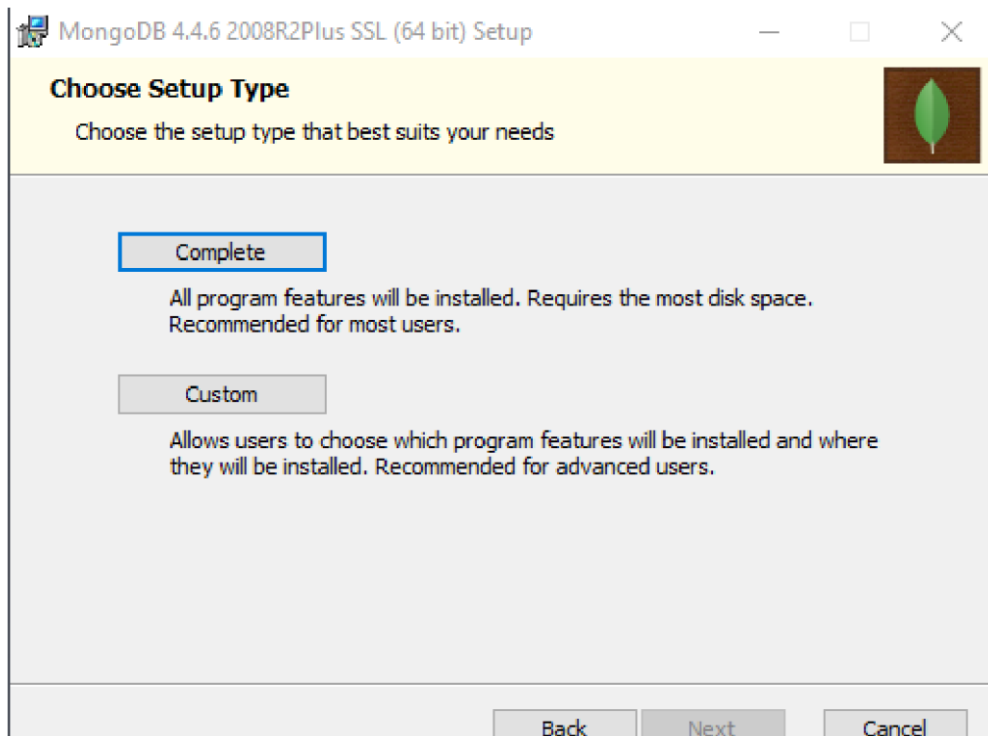 MongoDB 4.4.6 2008R2Plus SSL (64 bit) Setup
Choose Setup Type
Choose the setup type that best suits your needs
Complete
All program features will be installed. Requires the most disk space.
Recommended for most users.
Custom
Allows users to choose which program features will be installed and where
they will be installed. Recommended for advanced users.
Back Next Cancel